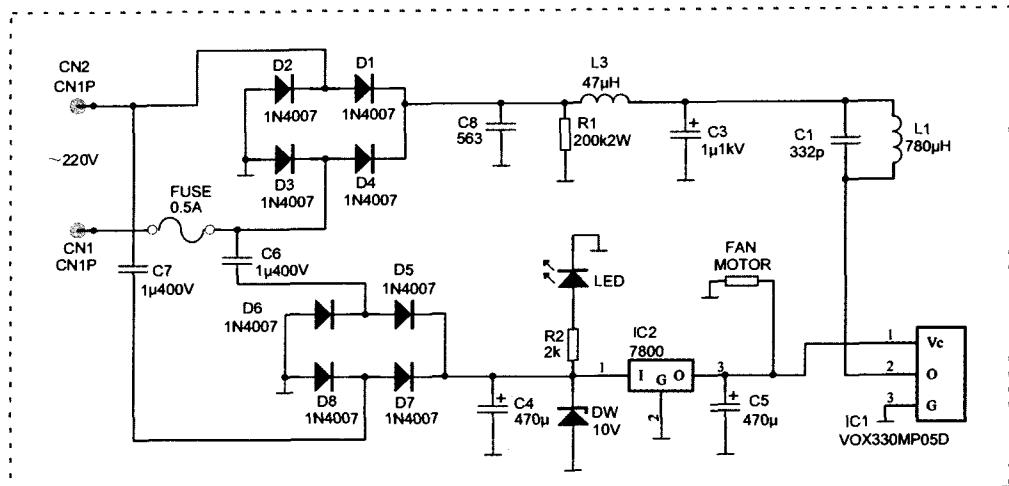 CN2
CN1P
~220V
CN1
CN1P
FUSE
0.5A
D2
1N4007
D1
1N4007
D3
1N4007
D4
1N4007
C8
563
R1
200k2W
L3
47µH
C3
1µ1kV
+
C1
332p
L1
780µH
C7
1µ400V
C6
1µ400V
D6
1N4007
D5
1N4007
D8
1N4007
D7
1N4007
C4
470µ
+
LED
R2
2k
DW
10V
IC2
7800
1
I
G
O
3
2
C5
470µ
+
FAN
MOTOR
1
Vc
2
O
3
G
IC1
VOX330MP05D